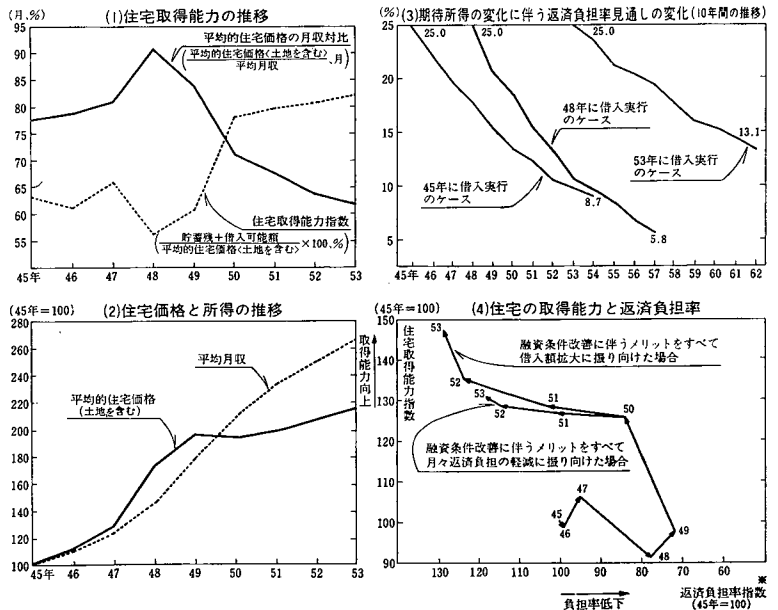 (1)住宅取得能力の推移
(月、%)
95
90
85
80
75
70
65
60
55
平均的住宅価格の月収対比
(平均的住宅価格〈土地を含む〉/平均月収、月)
住宅取得能力指数
(貯蓄残+借入可能額/平均的住宅価格〈土地を含む〉×100、%)
45年 46 47 48 49 50 51 52 53
(2)住宅価格と所得の推移
(45年=100)
280
260
240
220
200
180
160
140
120
100
平均月収
平均的住宅価格
(土地を含む)
45年 46 47 48 49 50 51 52 53
(3)期待所得の変化に伴う返済負担率見通しの変化(10年間の推移)
(%)
25
20
15
10
5
25.0
25.0
25.0
48年に借入実行
のケース
45年に借入実行
のケース
53年に借入実行
のケース
13.1
8.7
5.8
45年 46 47 48 49 50 51 52 53 54 55 56 57 58 59 60 61 62
(4)住宅の取得能力と返済負担率
(45年=100)
取得能力向上
住宅取得能力指数
150
140
130
120
110
100
90
融資条件改善に伴うメリットをすべて
借入額拡大に振り向けた場合
融資条件改善に伴うメリットをすべて
月々返済負担の軽減に振り向けた場合
53
52
51
50
53
52
51
47
45
46
48
49
130 120 110 100 90 80 70 60
負担率低下
※
返済負担率指数
(45年=100)